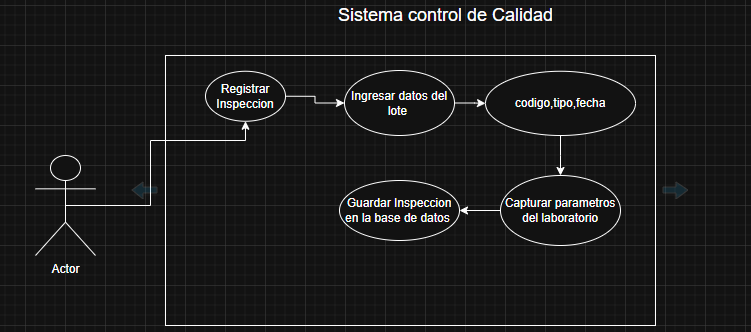 Sistema control de Calidad
Registrar
Inspeccion
Ingresar datos del
lote
codigo,tipo,fecha
Capturar parametros
del laboratorio
Guardar Inspeccion
en la base de datos
Actor